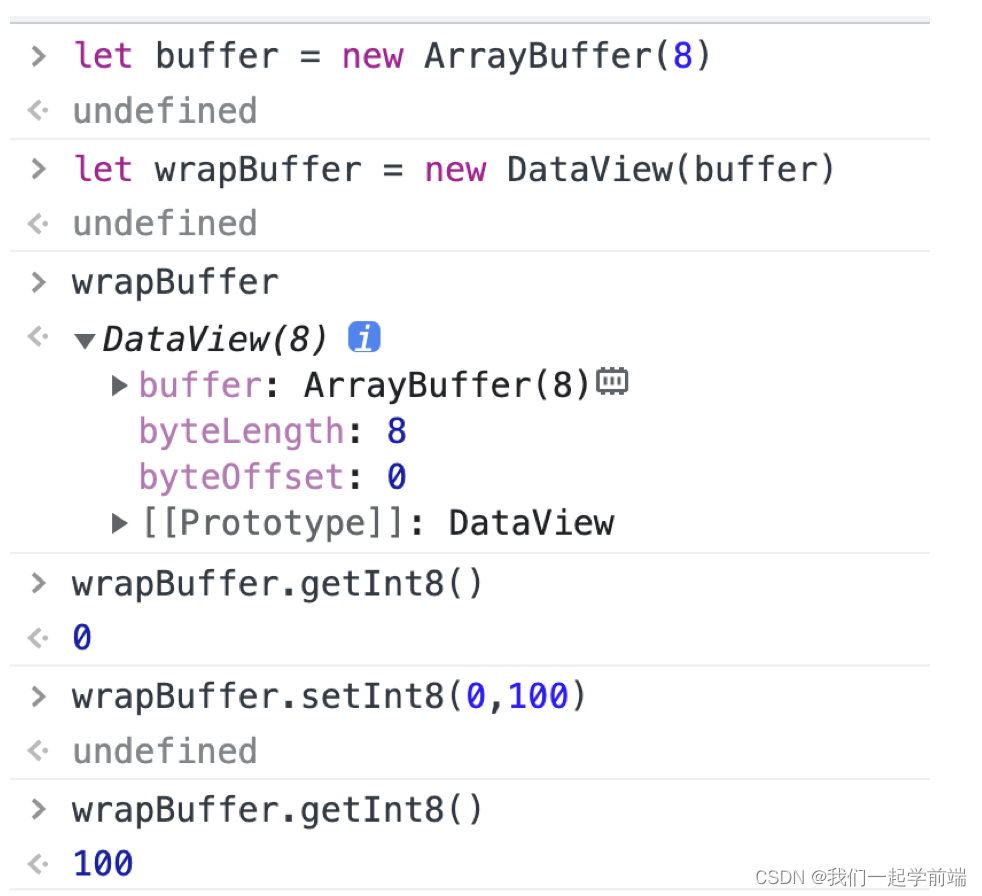 > let buffer = new ArrayBuffer(8)
<· undefined
> let wrapBuffer = new DataView(buffer)
<· undefined
> wrapBuffer
<· ▼DataView(8) i
▶buffer: ArrayBuffer(8)
byteLength: 8
byteOffset: 0
▶[[Prototype]]: DataView
> wrapBuffer.getInt8()
<· 0
> wrapBuffer.setInt8(0,100)
<· undefined
> wrapBuffer.getInt8()
<· 100
CSDN @我们一起学前端